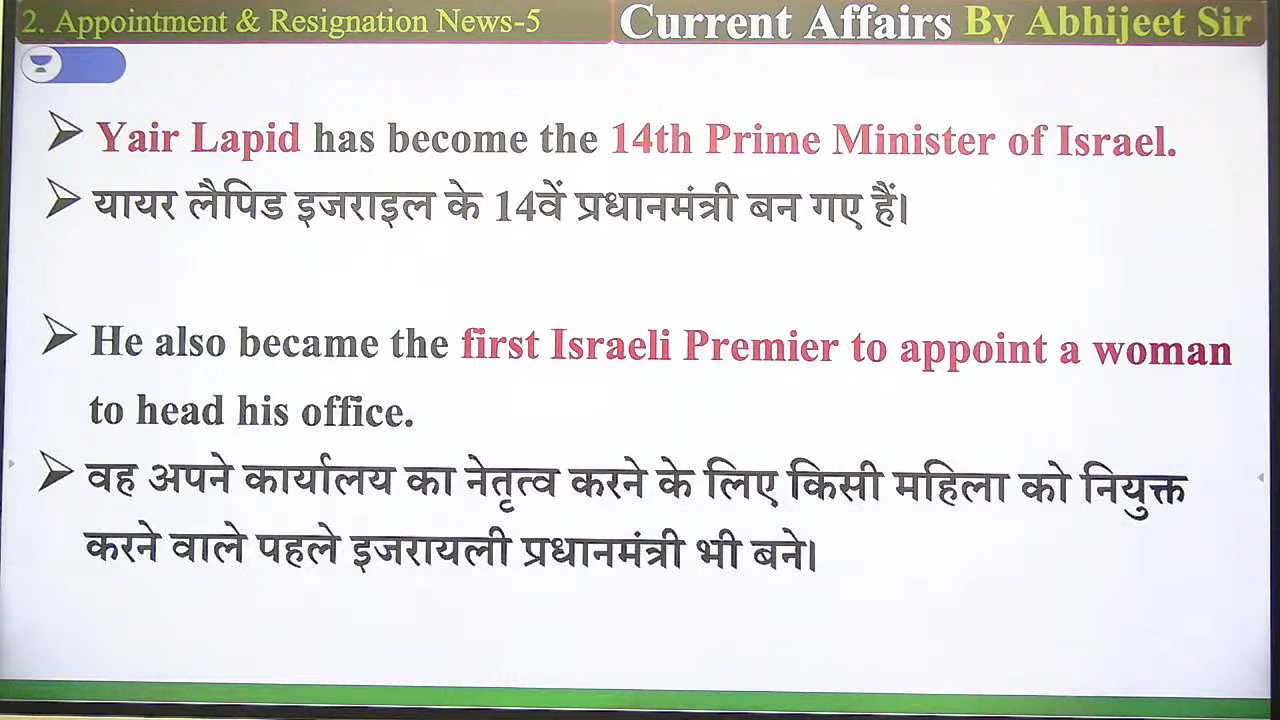 2. Appointment & Resignation News-5
Current Affairs By Abhijeet Sir
Yair Lapid has become the 14th Prime Minister of Israel.
यायर लैपिड इजराइल के 14वें प्रधानमंत्री बन गए हैं।
He also became the first Israeli Premier to appoint a woman
to head his office.
वह अपने कार्यालय का नेतृत्व करने के लिए किसी महिला को नियुक्त
करने वाले पहले इजरायली प्रधानमंत्री भी बने।